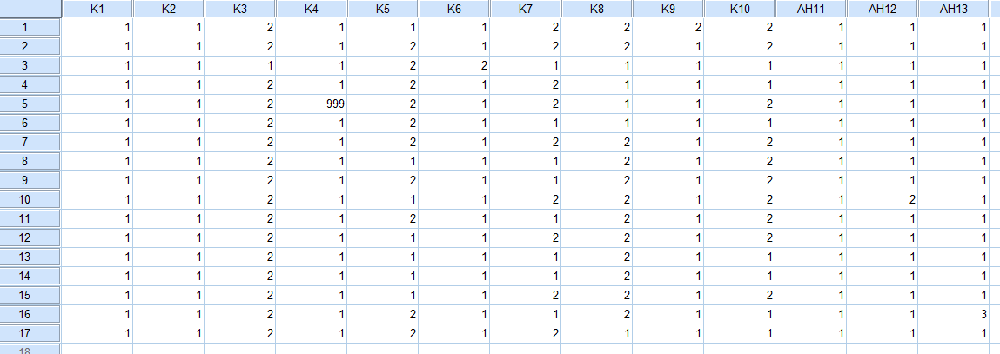 K1 K2 K3 K4 K5 K6 K7 K8 K9 K10 AH11 AH12 AH13
1 1 1 2 1 1 1 2 2 2 2 1 1 1
2 1 1 2 1 2 1 2 2 1 2 1 1 1
3 1 1 1 1 2 2 1 1 1 1 1 1 1
4 1 1 2 1 2 1 2 1 1 1 1 1 1
5 1 1 2 999 2 1 2 1 1 2 1 1 1
6 1 1 2 1 2 1 1 1 1 1 1 1 1
7 1 1 2 1 2 1 2 2 1 2 1 1 1
8 1 1 2 1 1 1 1 2 1 2 1 1 1
9 1 1 2 1 2 1 1 2 1 2 1 1 1
10 1 1 2 1 1 1 2 2 1 2 1 2 1
11 1 1 2 1 2 1 1 2 1 2 1 1 1
12 1 1 2 1 1 1 2 2 1 2 1 1 1
13 1 1 2 1 1 1 1 2 1 1 1 1 1
14 1 1 2 1 1 1 1 2 1 1 1 1 1
15 1 1 2 1 1 1 2 2 1 2 1 1 1
16 1 1 2 1 2 1 1 2 1 1 1 1 3
17 1 1 2 1 2 1 2 1 1 1 1 1 1
18